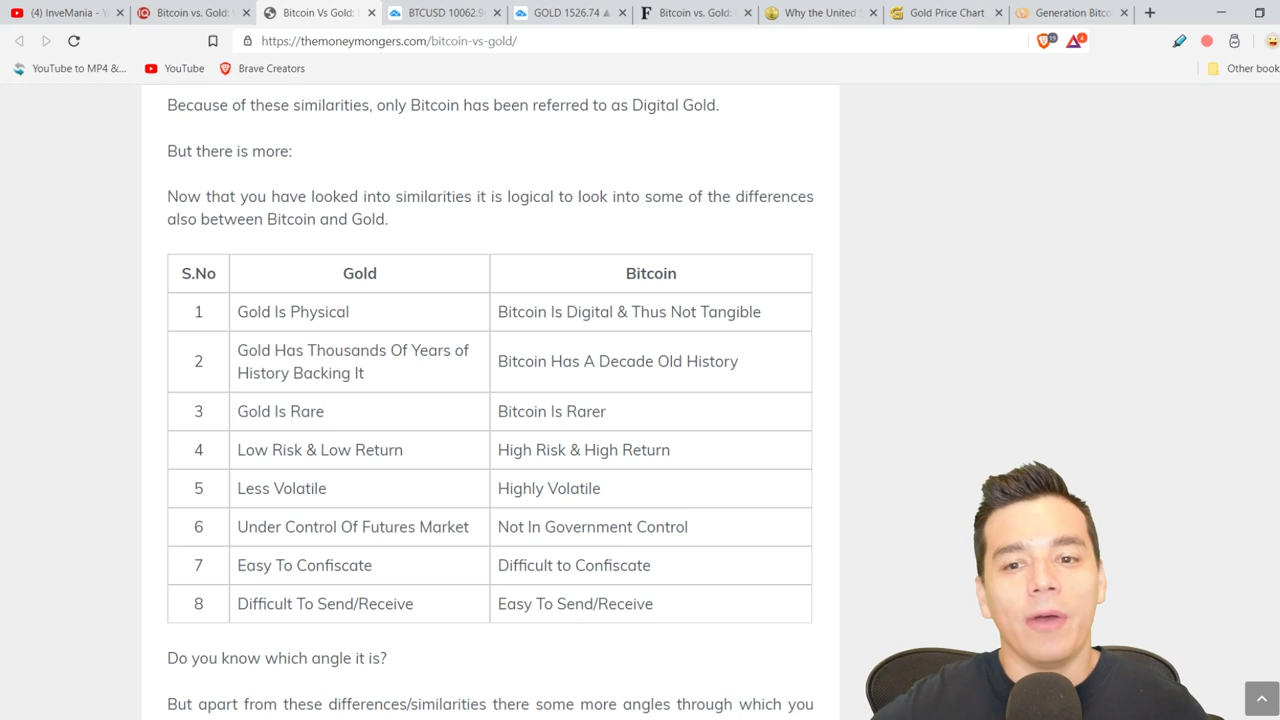 (4) InveMania - Y
Bitcoin vs. Gold: W
Bitcoin Vs Gold:
BTCUSD 10062.9
GOLD 1526.74
Bitcoin vs. gold:
Why the United S
Gold Price Chart
Generation Bitco
https://themoneymongers.com/bitcoin-vs-gold/
19
4
YouTube to MP4 &...
YouTube
Brave Creators
Other book
Because of these similarities, only Bitcoin has been referred to as Digital Gold.
But there is more:
Now that you have looked into similarities it is logical to look into some of the differences
also between Bitcoin and Gold.
S.No Gold Bitcoin
1 Gold Is Physical Bitcoin Is Digital & Thus Not Tangible
2 Gold Has Thousands Of Years of
History Backing It Bitcoin Has A Decade Old History
3 Gold Is Rare Bitcoin Is Rarer
4 Low Risk & Low Return High Risk & High Return
5 Less Volatile Highly Volatile
6 Under Control Of Futures Market Not In Government Control
7 Easy To Confiscate Difficult to Confiscate
8 Difficult To Send/Receive Easy To Send/Receive
Do you know which angle it is?
But apart from these differences/similarities there some more angles through which you